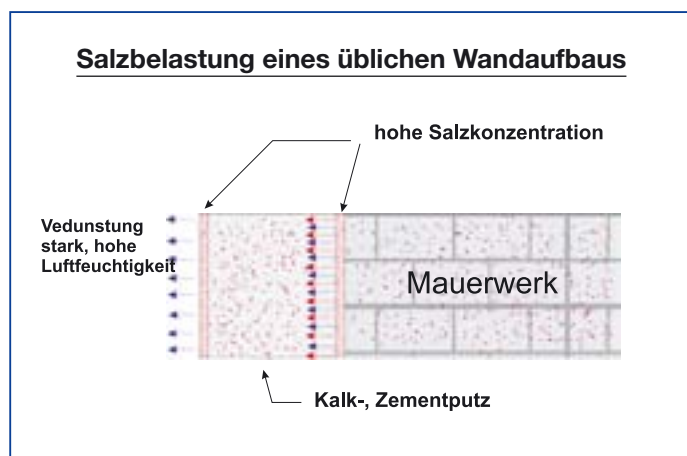 Salzbelastung eines üblichen Wandaufbaus
hohe Salzkonzentration
Vedunstung
stark, hohe
Luftfeuchtigkeit
Mauerwerk
Kalk-, Zementputz